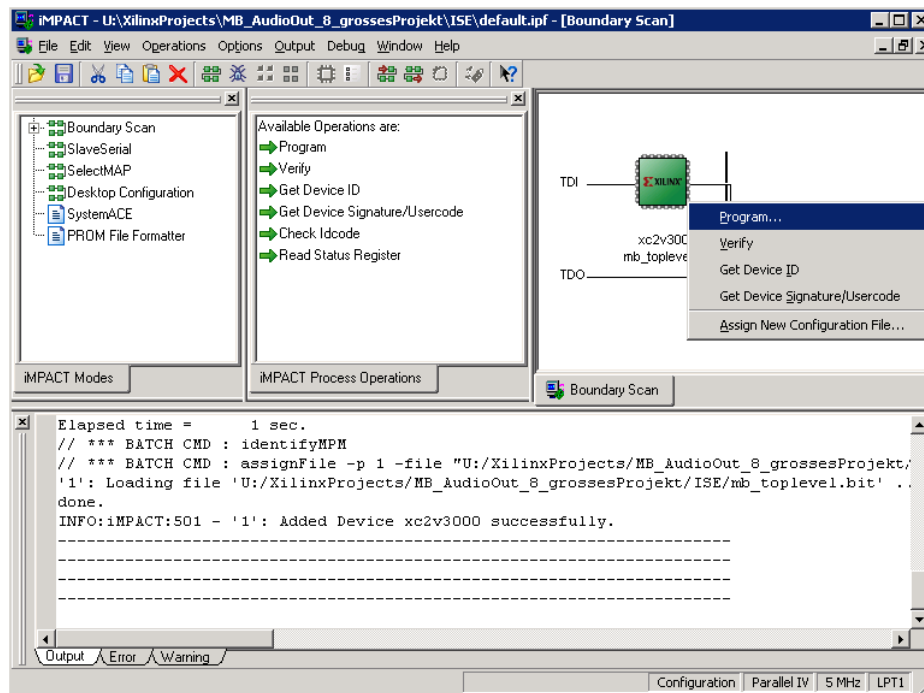 iMPACT - U:\XilinxProjects\MB_AudioOut_8_grossesProjekt\ISE\default.ipf - [Boundary Scan]
File Edit View Operations Options Output Debug Window Help
Boundary Scan
SlaveSerial
SelectMAP
Desktop Configuration
SystemACE
PROM File Formatter
iMPACT Modes
Available Operations are:
Program
Verify
Get Device ID
Get Device Signature/Usercode
Check Idcode
Read Status Register
iMPACT Process Operations
TDI
XILINX
xc2v300
mb_topleve
TDO
Program...
Verify
Get Device ID
Get Device Signature/Usercode
Assign New Configuration File...
Boundary Scan
Elapsed time = 1 sec.
// *** BATCH CMD : identifyMPM
// *** BATCH CMD : assignFile -p 1 -file "U:/XilinxProjects/MB_AudioOut_8_grossesProjekt/
'1': Loading file 'U:/XilinxProjects/MB_AudioOut_8_grossesProjekt/ISE/mb_toplevel.bit' ..
done.
INFO:iMPACT:501 - '1': Added Device xc2v3000 successfully.
----------------------------------------------------------------------
----------------------------------------------------------------------
----------------------------------------------------------------------
----------------------------------------------------------------------
Output Error Warning
Configuration Parallel IV 5 MHz LPT1